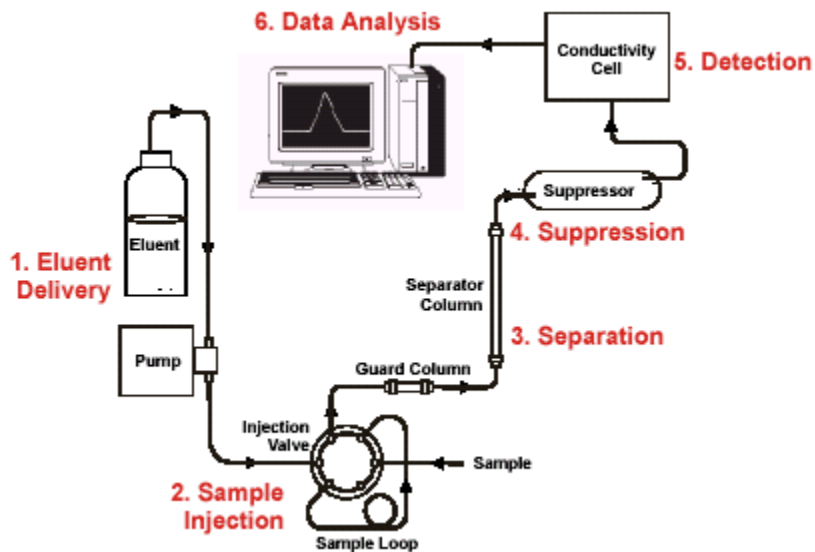 6. Data Analysis
Conductivity
Cell
5. Detection
Suppressor
4. Suppression
Eluent
1. Eluent
Delivery
Separator
Column
3. Separation
Pump
Guard Column
Injection
Valve
Sample
2. Sample
Injection
Sample Loop